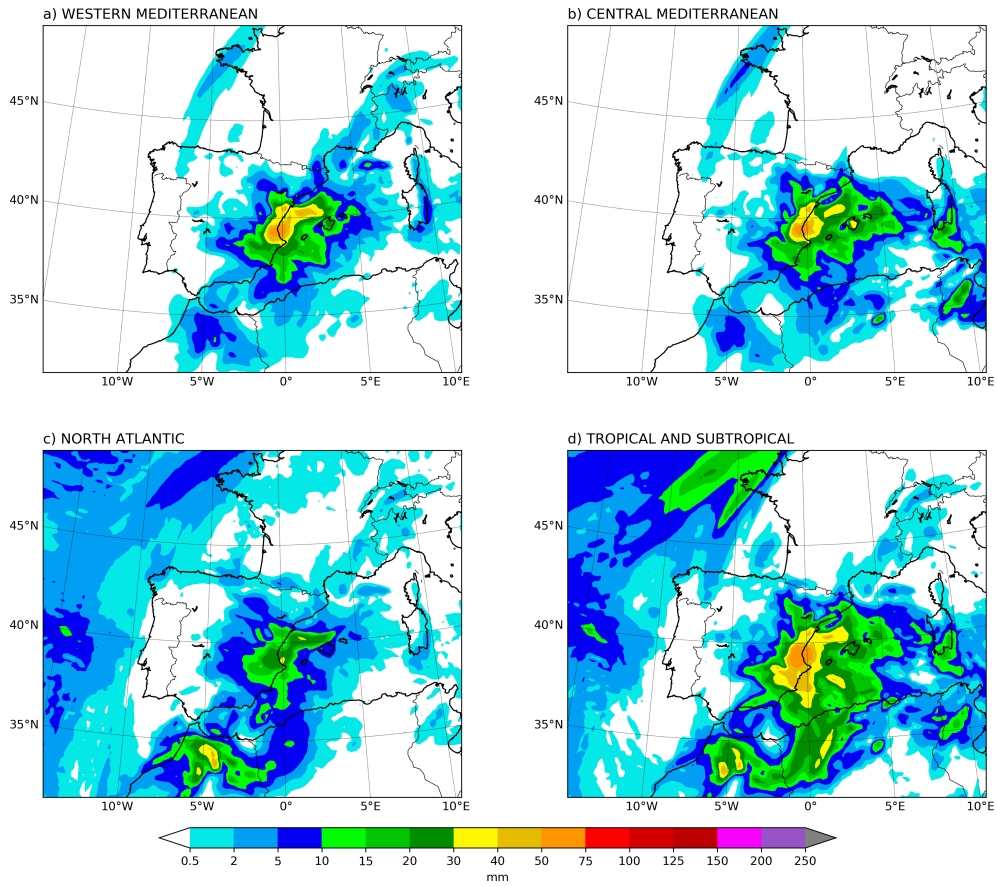 a) WESTERN MEDITERRANEAN
b) CENTRAL MEDITERRANEAN
45°N
45°N
40°N
40°N
35°N
35°N
10°W 5°W 0° 5°E 10°E
10°W 5°W 0° 5°E 10°E
c) NORTH ATLANTIC
d) TROPICAL AND SUBTROPICAL
45°N
45°N
40°N
40°N
35°N
35°N
10°W 5°W 0° 5°E 10°E
10°W 5°W 0° 5°E 10°E
0.5 2 5 10 15 20 30 40 50 75 100 125 150 200 250
mm